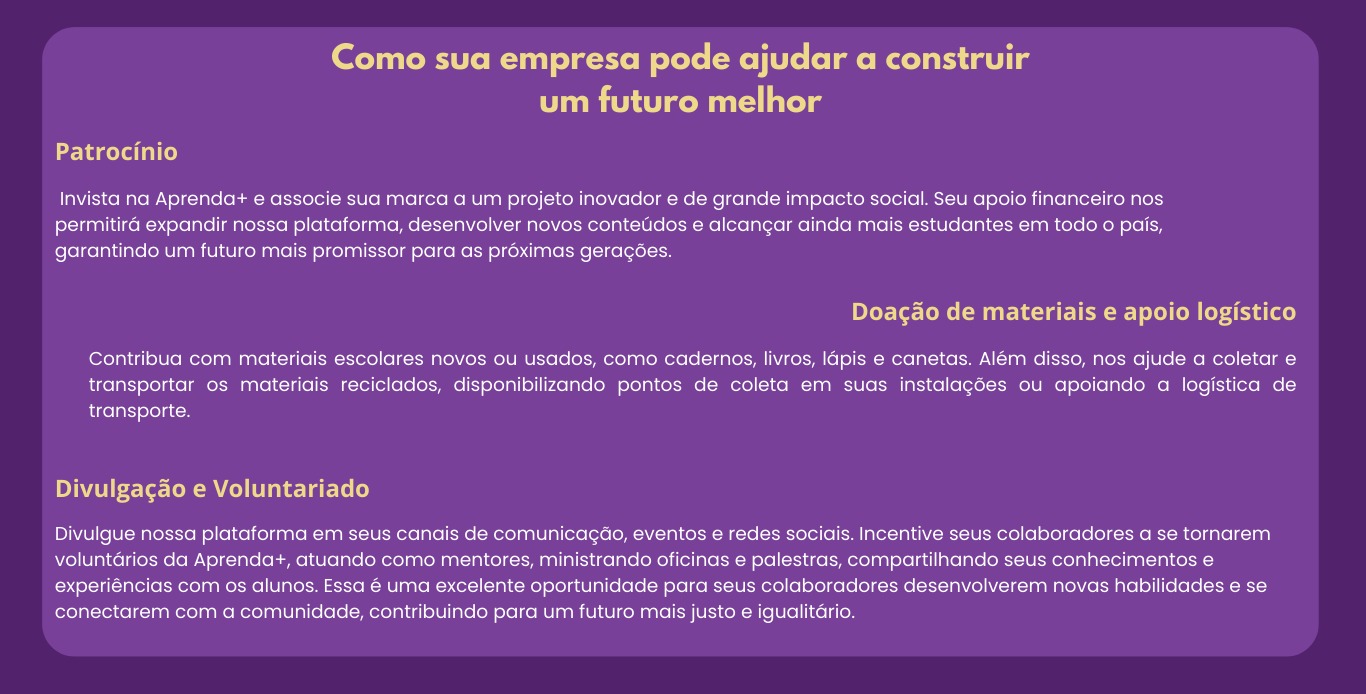 Como sua empresa pode ajudar a construir
um futuro melhor
Patrocínio
Invista na Aprenda+ e associe sua marca a um projeto inovador e de grande impacto social. Seu apoio financeiro nos
permitirá expandir nossa plataforma, desenvolver novos conteúdos e alcançar ainda mais estudantes em todo o país,
garantindo um futuro mais promissor para as próximas gerações.
Doação de materiais e apoio logístico
Contribua com materiais escolares novos ou usados, como cadernos, livros, lápis e canetas. Além disso, nos ajude a coletar e
transportar os materiais reciclados, disponibilizando pontos de coleta em suas instalações ou apoiando a logística de
transporte.
Divulgação e Voluntariado
Divulgue nossa plataforma em seus canais de comunicação, eventos e redes sociais. Incentive seus colaboradores a se tornarem
voluntários da Aprenda+, atuando como mentores, ministrando oficinas e palestras, compartilhando seus conhecimentos e
experiências com os alunos. Essa é uma excelente oportunidade para seus colaboradores desenvolverem novas habilidades e se
conectarem com a comunidade, contribuindo para um futuro mais justo e igualitário.